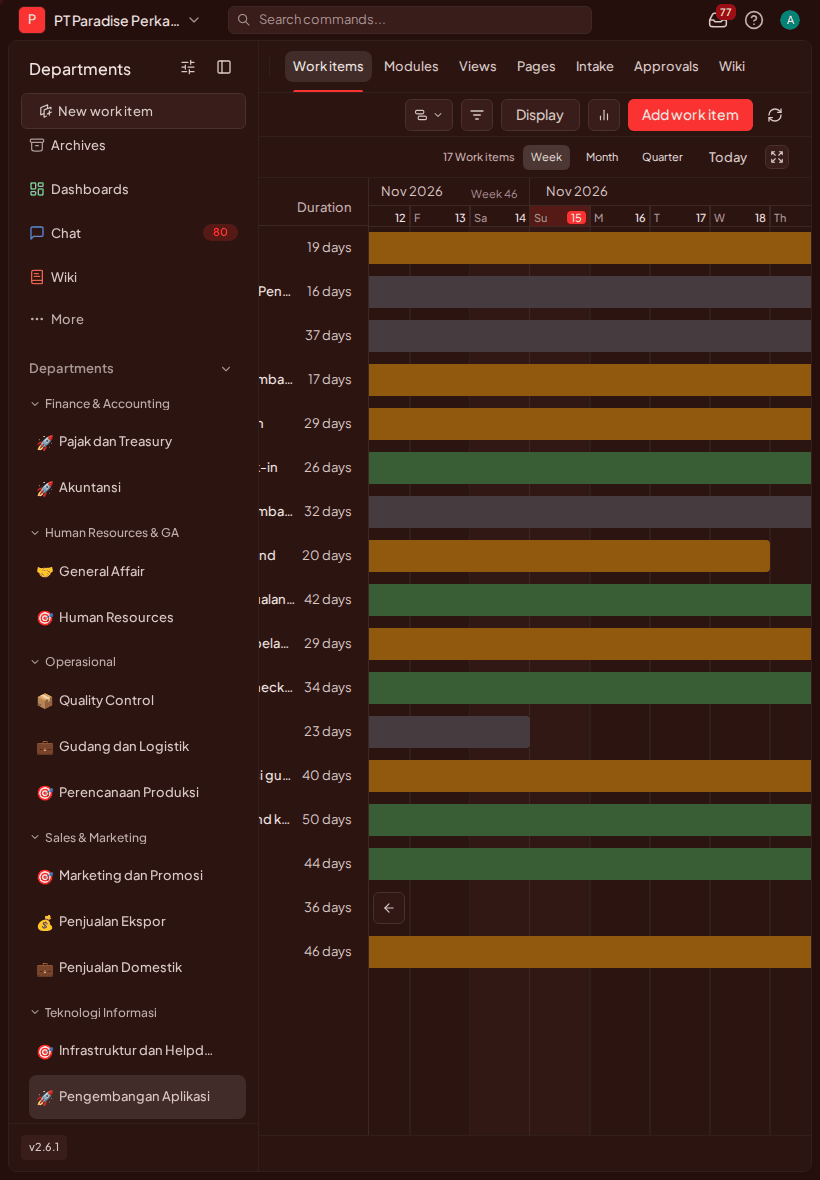 P PT Paradise Perka...
Search commands...
77
A
Departments
New work item
Archives
Dashboards
Chat 80
Wiki
More
Departments
Finance & Accounting
Pajak dan Treasury
Akuntansi
Human Resources & GA
General Affair
Human Resources
Operasional
Quality Control
Gudang dan Logistik
Perencanaan Produksi
Sales & Marketing
Marketing dan Promosi
Penjualan Ekspor
Penjualan Domestik
Teknologi Informasi
Infrastruktur dan Helpd...
Pengembangan Aplikasi
v2.6.1
Work items Modules Views Pages Intake Approvals Wiki
Display Add work item
17 Work items Week Month Quarter Today
Nov 2026 Week 46 Nov 2026
Duration
12 F 13 Sa 14 Su 15 M 16 T 17 W 18 Th
19 days
Pen... 16 days
37 days
mba... 17 days
29 days
-in 26 days
mba... 32 days
nd 20 days
alan... 42 days
pela... 29 days
eck... 34 days
23 days
i gu... 40 days
nd k... 50 days
44 days
36 days
46 days